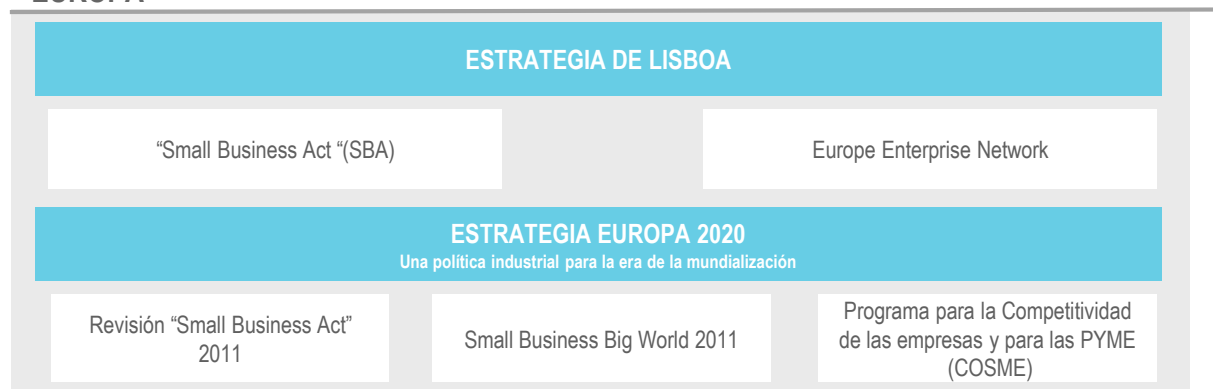 ESTRATEGIA DE LISBOA
“Small Business Act “(SBA)
Europe Enterprise Network
ESTRATEGIA EUROPA 2020
Una política industrial para la era de la mundialización
Revisión “Small Business Act”
2011
Small Business Big World 2011
Programa para la Competitividad
de las empresas y para las PYME
(COSME)